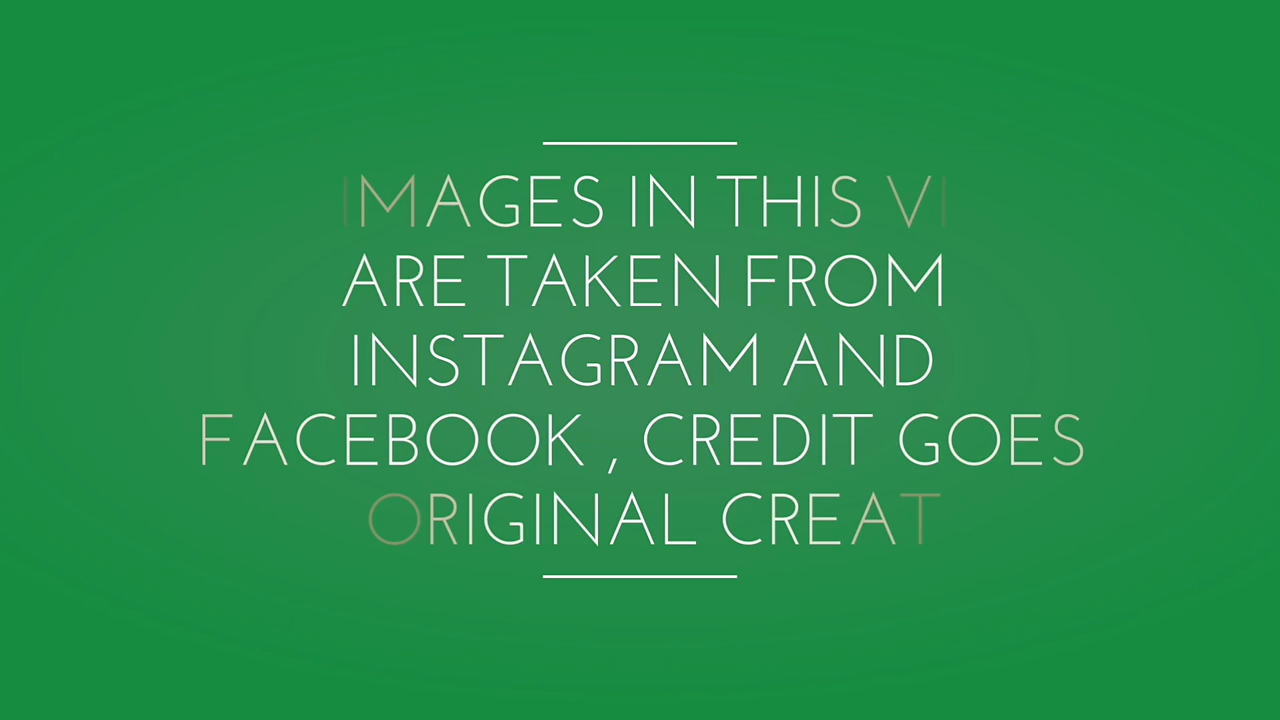 IMAGES IN THIS VI
ARE TAKEN FROM
INSTAGRAM AND
FACEBOOK , CREDIT GOES
ORIGINAL CREAT